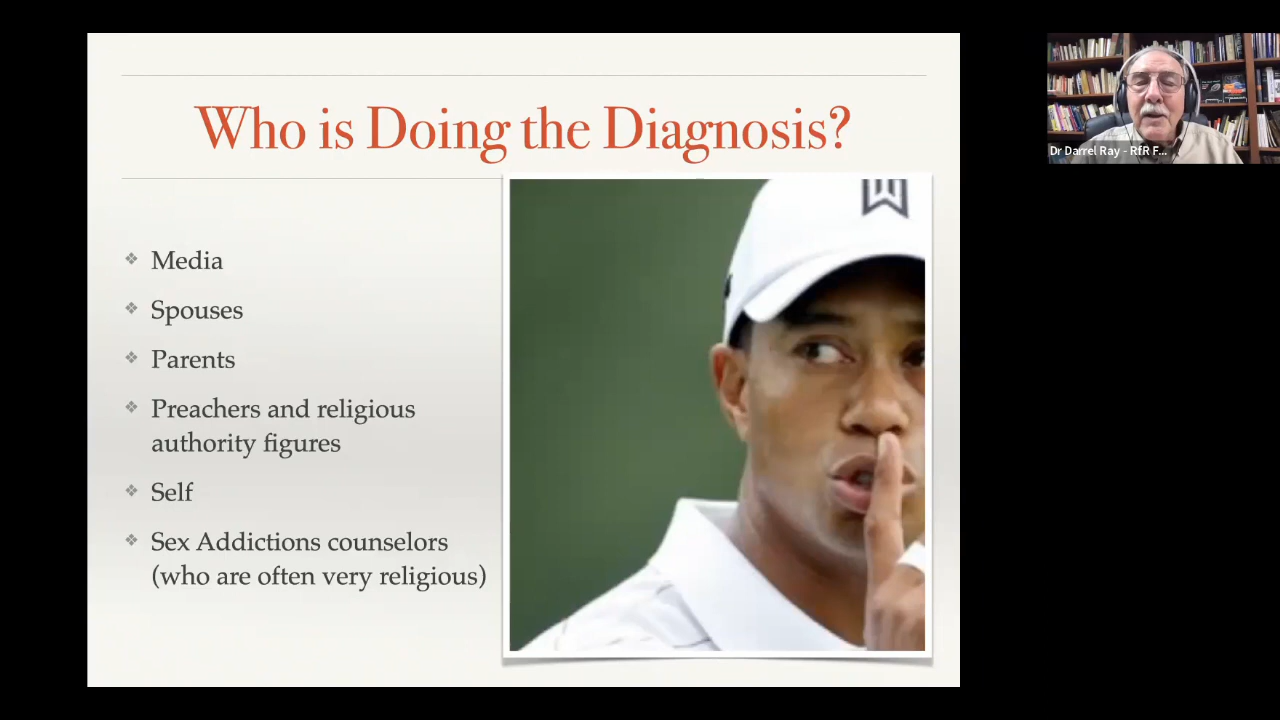 Who is Doing the Diagnosis?
Media
Spouses
Parents
Preachers and religious
authority figures
Self
Sex Addictions counselors
(who are often very religious)
Dr Darrel Ray - RfR F...